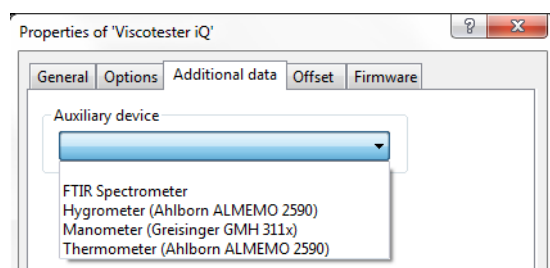 Properties of 'Viscotester iQ'
General Options Additional data Offset Firmware
Auxiliary device
FTIR Spectrometer
Hygrometer (Ahlborn ALMEMO 2590)
Manometer (Greisinger GMH 311x)
Thermometer (Ahlborn ALMEMO 2590)